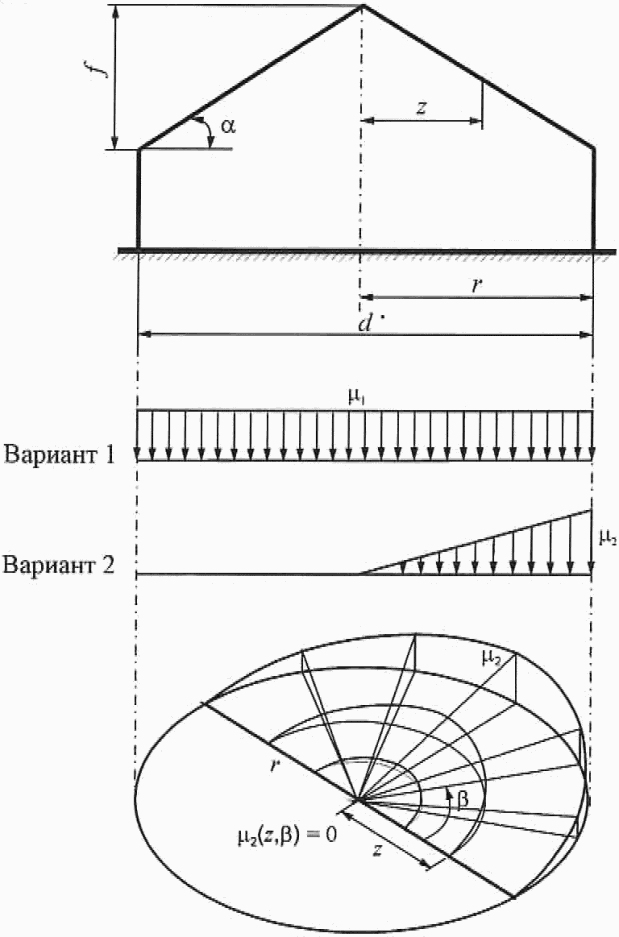 f
α
z
r
d
μ₁
Вариант 1
μ₂
Вариант 2
μ₂
r
β
μ₂(z,β) = 0
z